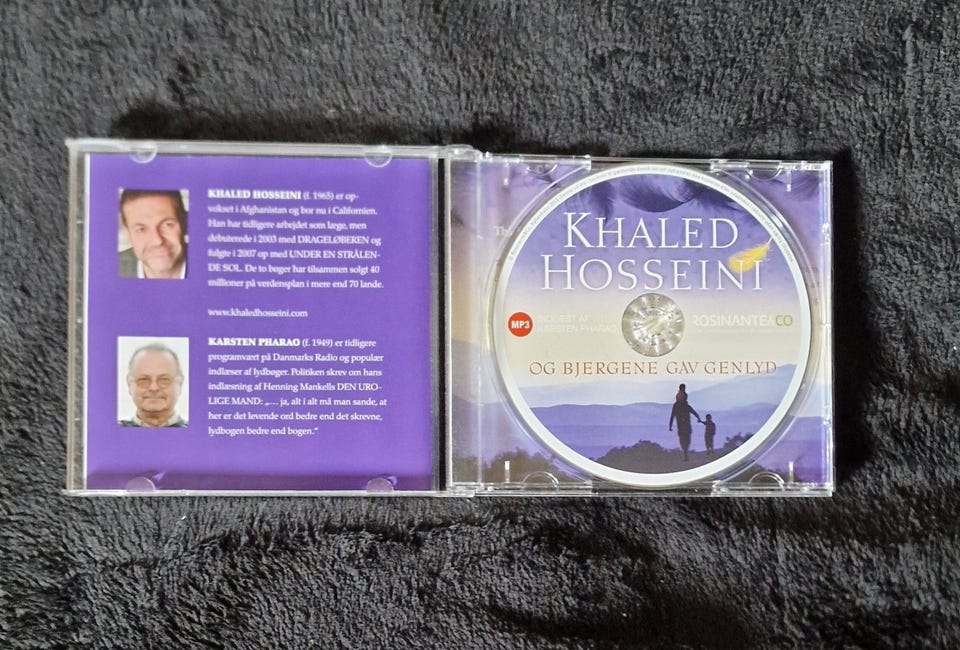 KHALED HOSSEINI (f. 1965) er op-
vokset i Afghanistan og bor nu i Californien.
Han har tidligere arbejdet som læge, men
debuterede i 2003 med DRAGELØBEREN og
fulgte i 2007 op med UNDER EN STRÅLEN-
DE SOL. De to bøger har tilsammen solgt 40
millioner på verdensplan i mere end 70 lande.
www.khaledhosseini.com
KARSTEN PHARAO (f. 1949) er tidligere
programvært på Danmarks Radio og populær
indlæser af lydbøger. Politiken skrev om hans
indlæsning af Henning Mankells DEN URO-
LIGE MAND: „… ja, alt i alt må man sande, at
her er det levende ord bedre end det skrevne,
lydbogen bedre end bogen.“
KHALED
HOSSEINI
MP3
INDLÆST AF
KARSTEN PHARAO
ROSINANTE&CO
OG BJERGENE GAV GENLYD